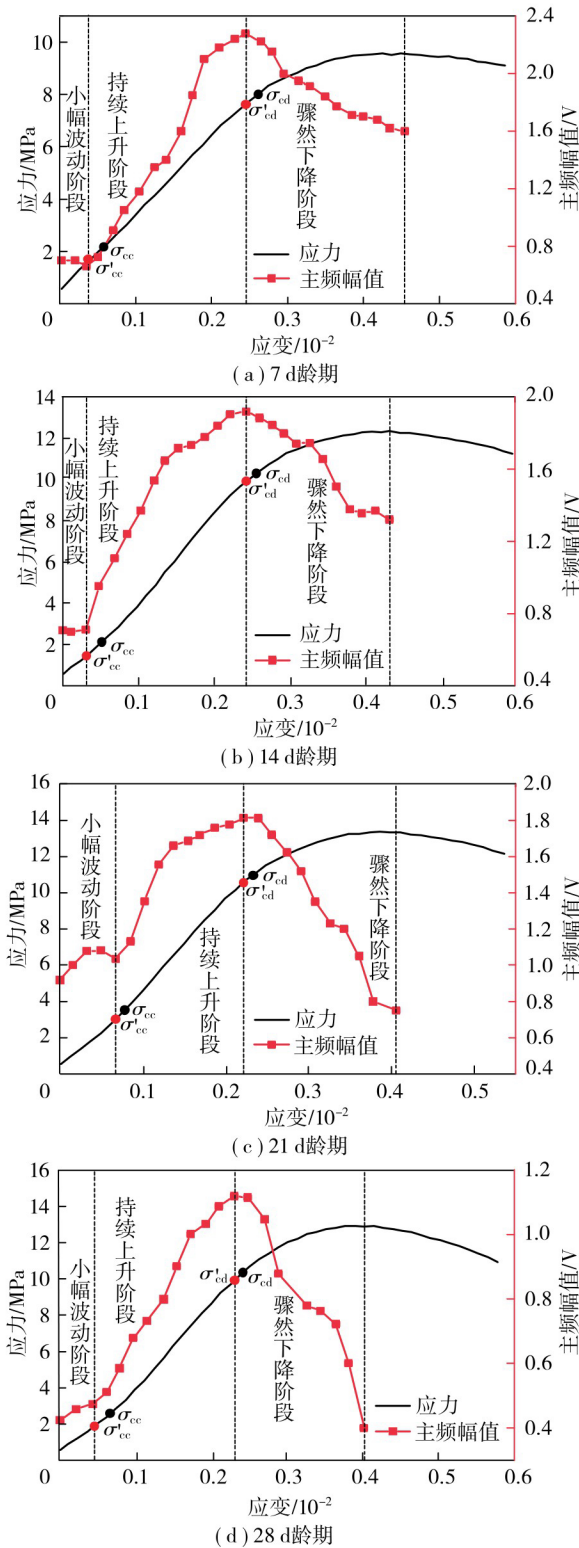 10
8
6
4
2
0
应力/MPa
小幅波动阶段
持续上升阶段
骤然下降阶段
σcd
σ'cd
σcc
σ'cc
应力
主频幅值
2.4
2.0
1.6
1.2
0.8
0.4
主频幅值/V
0.1 0.2 0.3 0.4 0.5 0.6
应变/10⁻²
(a) 7 d龄期
14
12
10
8
6
4
2
0
应力/MPa
小幅波动阶段
持续上升阶段
骤然下降阶段
σcd
σ'cd
σcc
σ'cc
应力
主频幅值
2.0
1.6
1.2
0.8
0.4
主频幅值/V
0.1 0.2 0.3 0.4 0.5 0.6
应变/10⁻²
(b) 14 d龄期
16
14
12
10
8
6
4
2
0
应力/MPa
小幅波动阶段
持续上升阶段
骤然下降阶段
σcd
σ'cd
σcc
σ'cc
应力
主频幅值
2.0
1.8
1.6
1.4
1.2
1.0
0.8
0.6
0.4
主频幅值/V
0.1 0.2 0.3 0.4 0.5
应变/10⁻²
(c) 21 d龄期
16
14
12
10
8
6
4
2
0
应力/MPa
小幅波动阶段
持续上升阶段
骤然下降阶段
σ'cd
σcd
σcc
σ'cc
应力
主频幅值
1.2
1.0
0.8
0.6
0.4
主频幅值/V
0.1 0.2 0.3 0.4 0.5 0.6
应变/10⁻²
(d) 28 d龄期